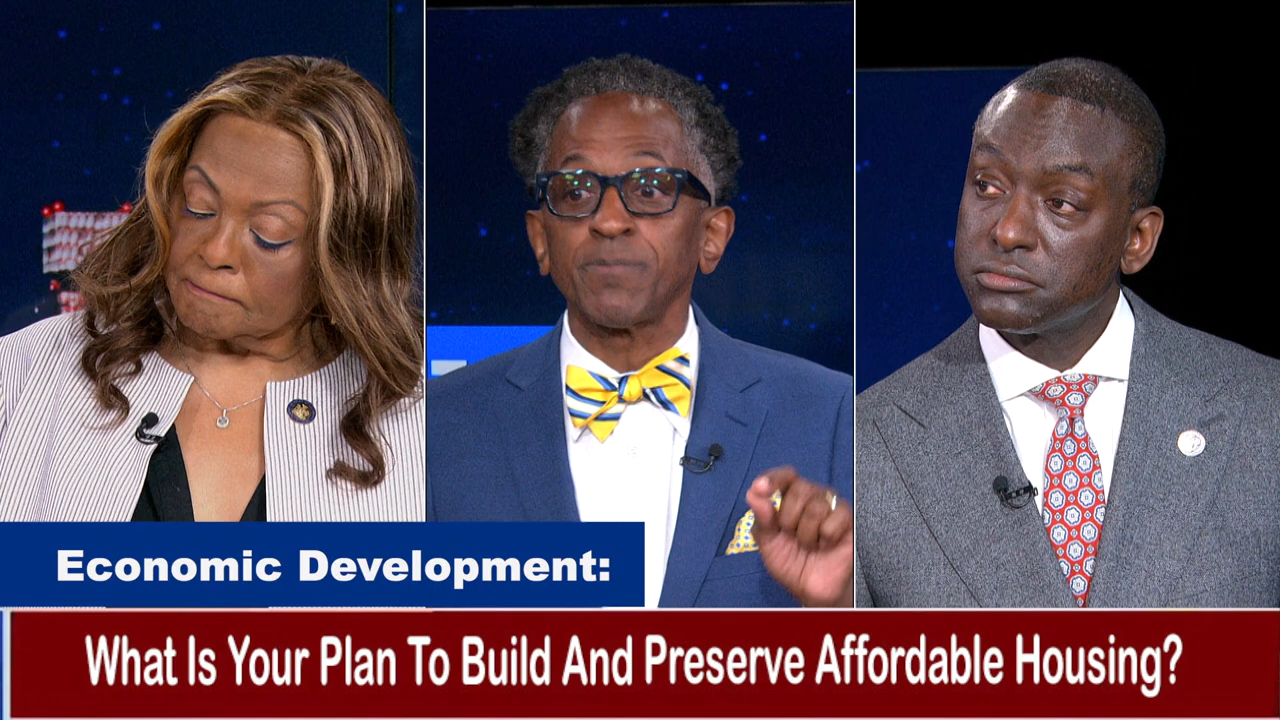 Economic Development:
What Is Your Plan To Build And Preserve Affordable Housing?